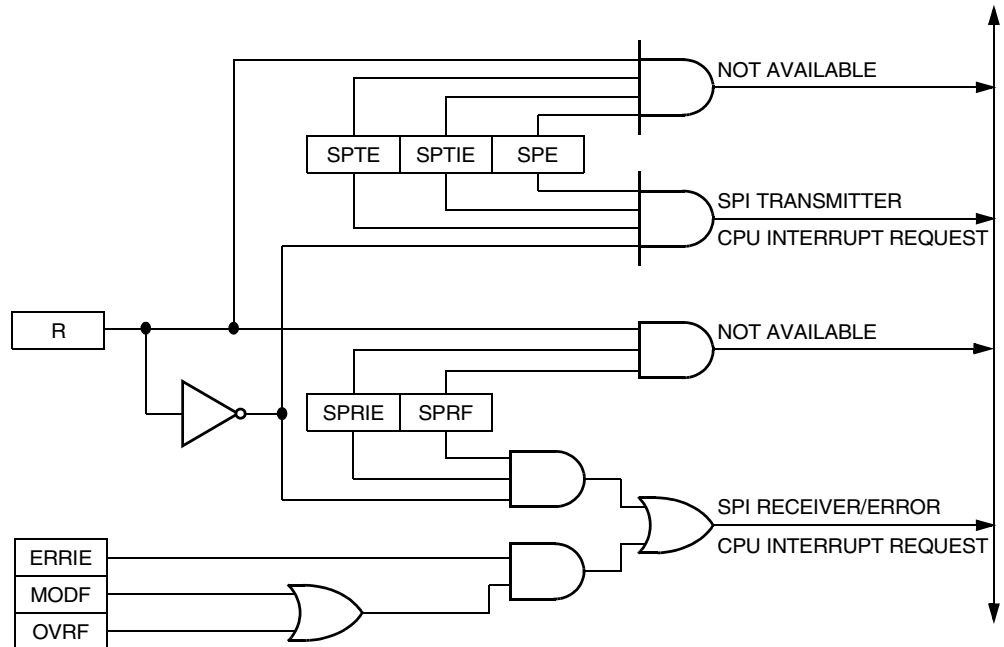 NOT AVAILABLE
SPTE SPTIE SPE
SPI TRANSMITTER
CPU INTERRUPT REQUEST
R
NOT AVAILABLE
SPRIE SPRF
SPI RECEIVER/ERROR
CPU INTERRUPT REQUEST
ERRIE
MODF
OVRF